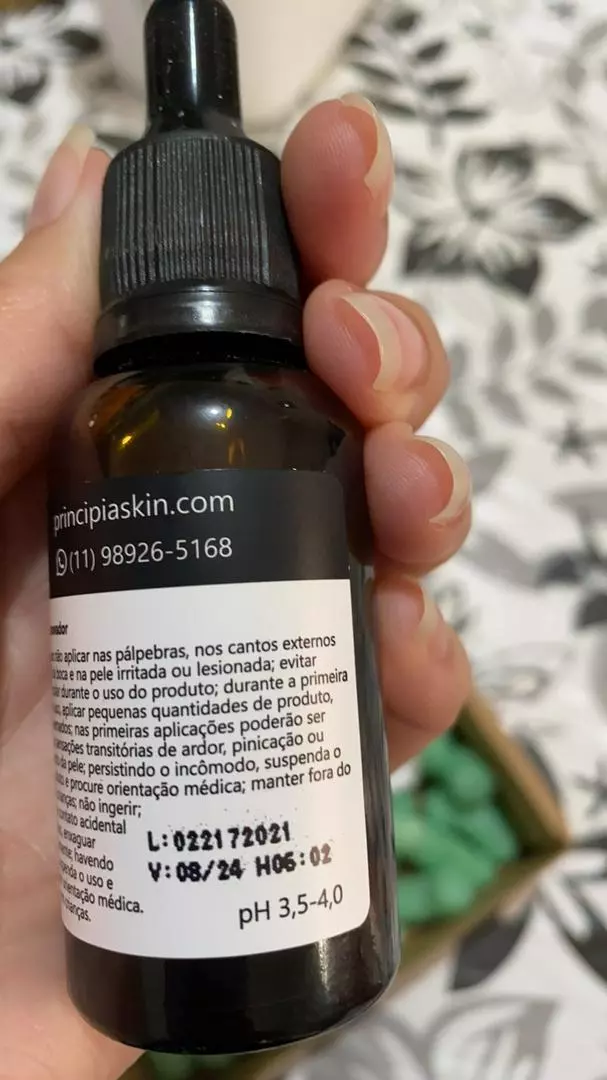 principiaskin.com
(11) 98926-5168
não aplicar nas pálpebras, nos cantos externos
boca e na pele irritada ou lesionada; evitar
durante o uso do produto; durante a primeira
aplicar pequenas quantidades de produto,
nas primeiras aplicações poderão ser
transitórias de ardor, pinicação ou
da pele; persistindo o incômodo, suspenda o
e procure orientação médica; manter fora do
não ingerir;
contato acidental
enxaguar
havendo
o uso e
orientação médica.
L:022172021
V:08/24 H06:02
pH 3,5-4,0